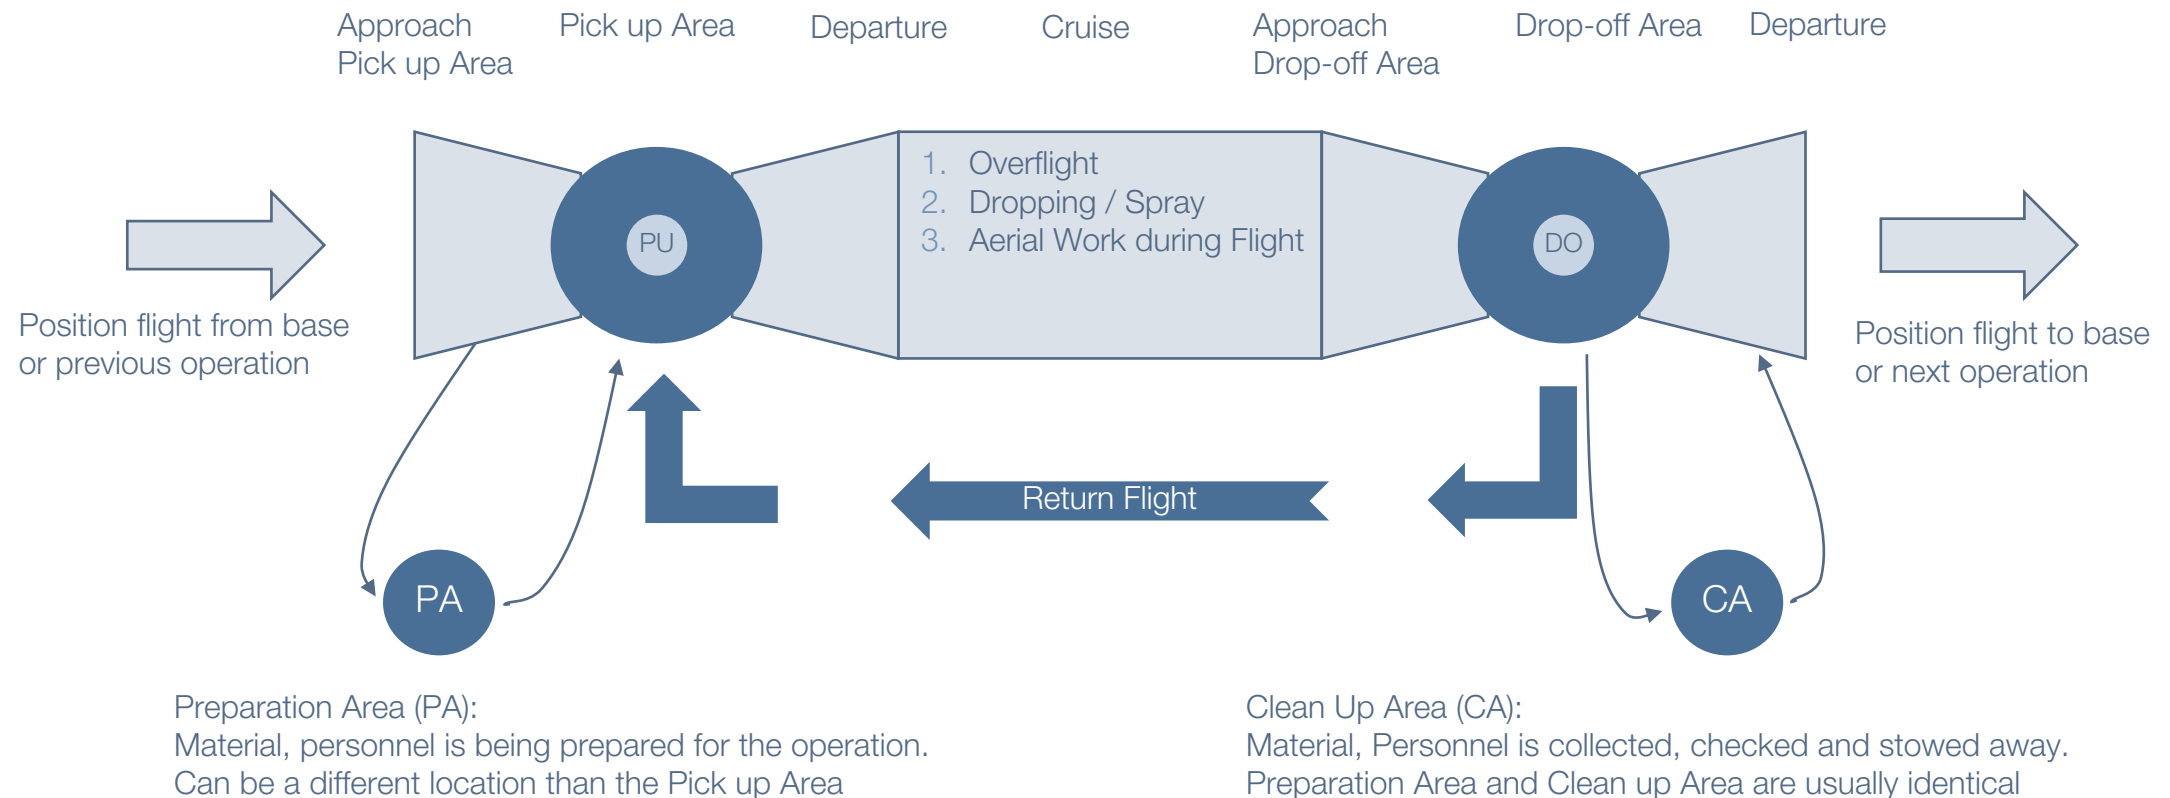 Approach
Pick up Area
Pick up Area
Departure
Cruise
Approach
Drop-off Area
Drop-off Area
Departure
PU
1. Overflight
2. Dropping / Spray
3. Aerial Work during Flight
DO
Position flight from base
or previous operation
Position flight to base
or next operation
Return Flight
PA
CA
Preparation Area (PA):
Material, personnel is being prepared for the operation.
Can be a different location than the Pick up Area
Clean Up Area (CA):
Material, Personnel is collected, checked and stowed away.
Preparation Area and Clean up Area are usually identical